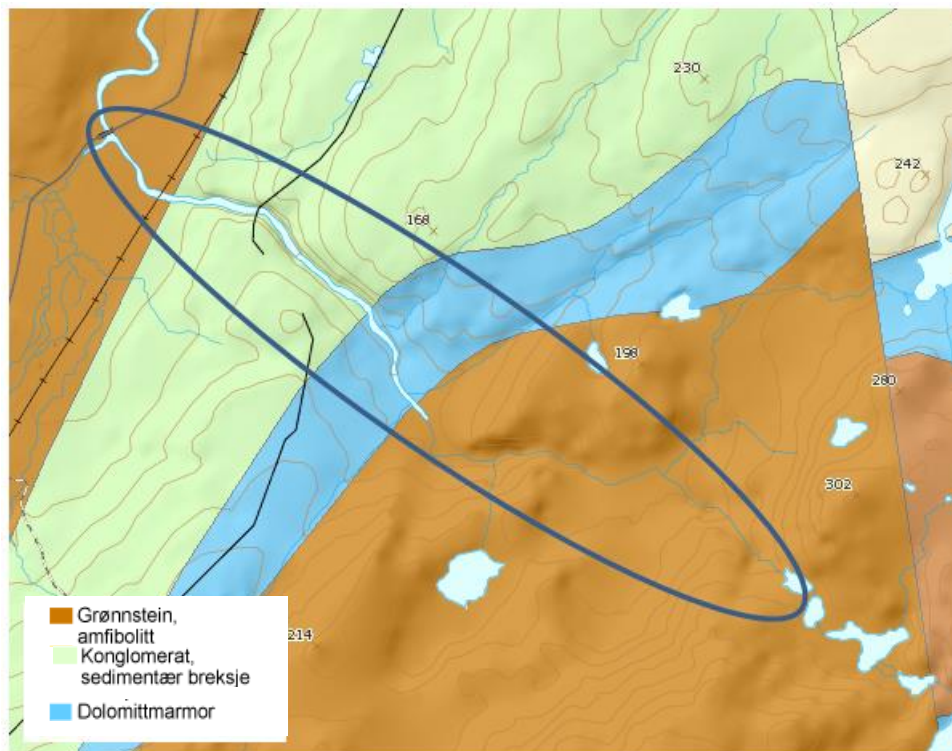 230
242
168
198
280
302
214
Grønnstein,
amfibolitt
Konglomerat,
sedimentær breksje
Dolomittmarmor